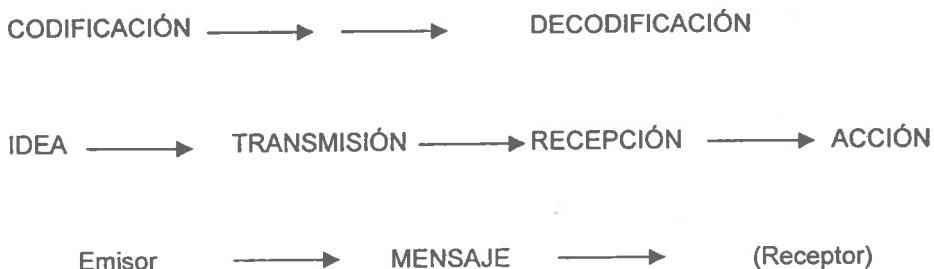 CODIFICACIÓN DECODIFICACIÓN
IDEA TRANSMISIÓN RECEPCIÓN ACCIÓN
Emisor MENSAJE (Receptor)